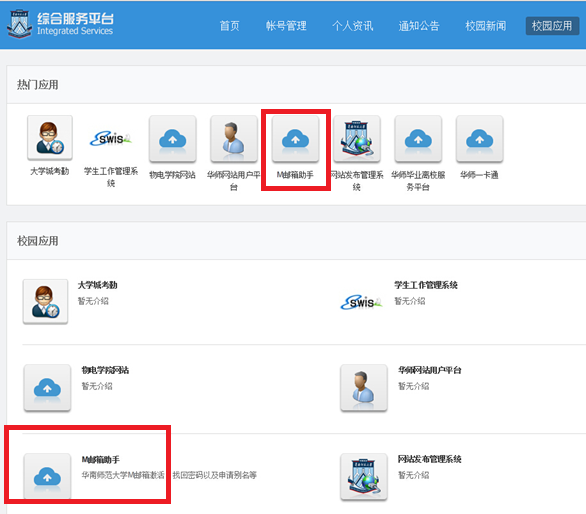 综合服务平台
Integrated Services
首页 帐号管理 个人资讯 通知公告 校园新闻 校园应用
热门应用
大学城考勤 学生工作管理系统 物电学院网站 华师网站用户平台 M邮箱助手 网站发布管理系统 华师毕业离校服务平台 华师一卡通
校园应用
大学城考勤
暂无介绍
学生工作管理系统
暂无介绍
物电学院网站
暂无介绍
华师网站用户平台
暂无介绍
M邮箱助手
华南师范大学M邮箱激活 找回密码以及申请别名等
网站发布管理系统
暂无介绍